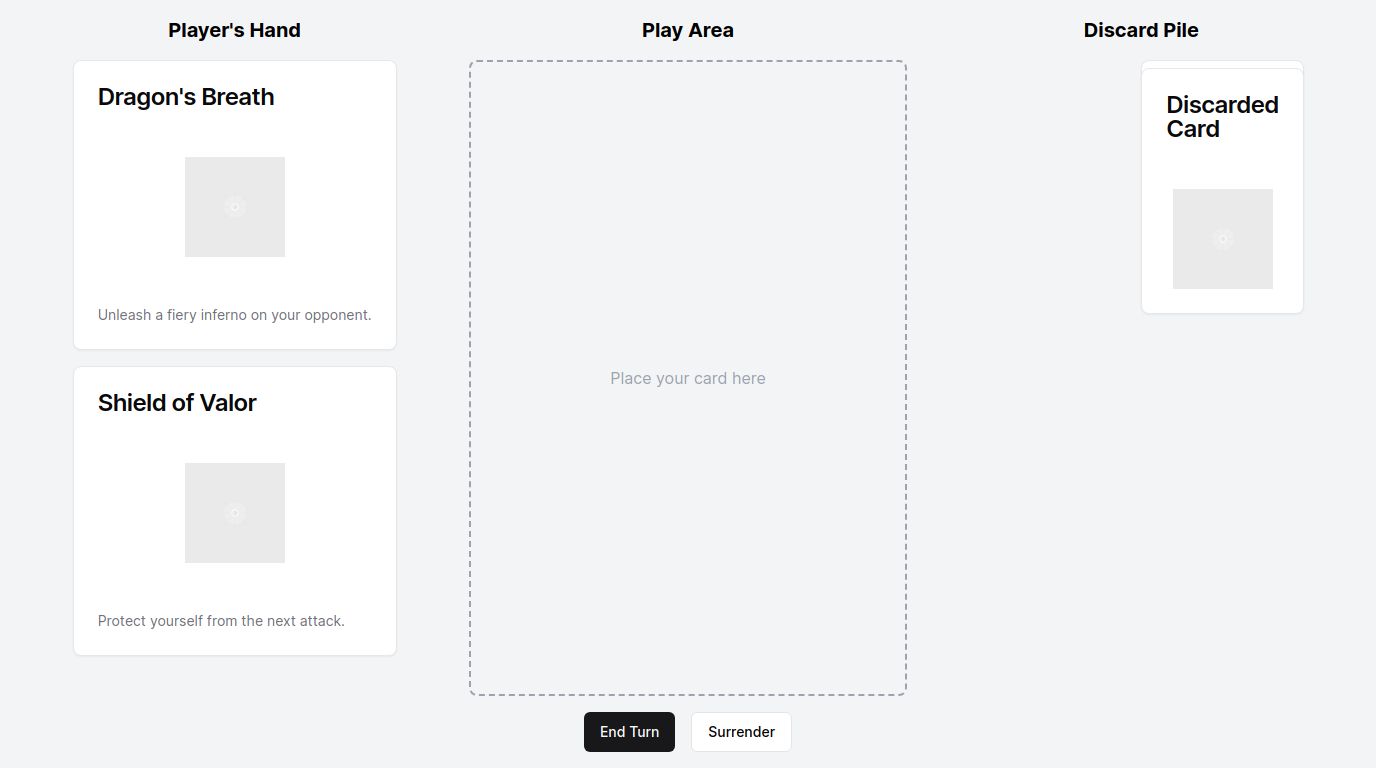 Player's Hand
Dragon's Breath
Unleash a fiery inferno on your opponent.
Shield of Valor
Protect yourself from the next attack.
Play Area
Place your card here
End Turn
Surrender
Discard Pile
Discarded
Card